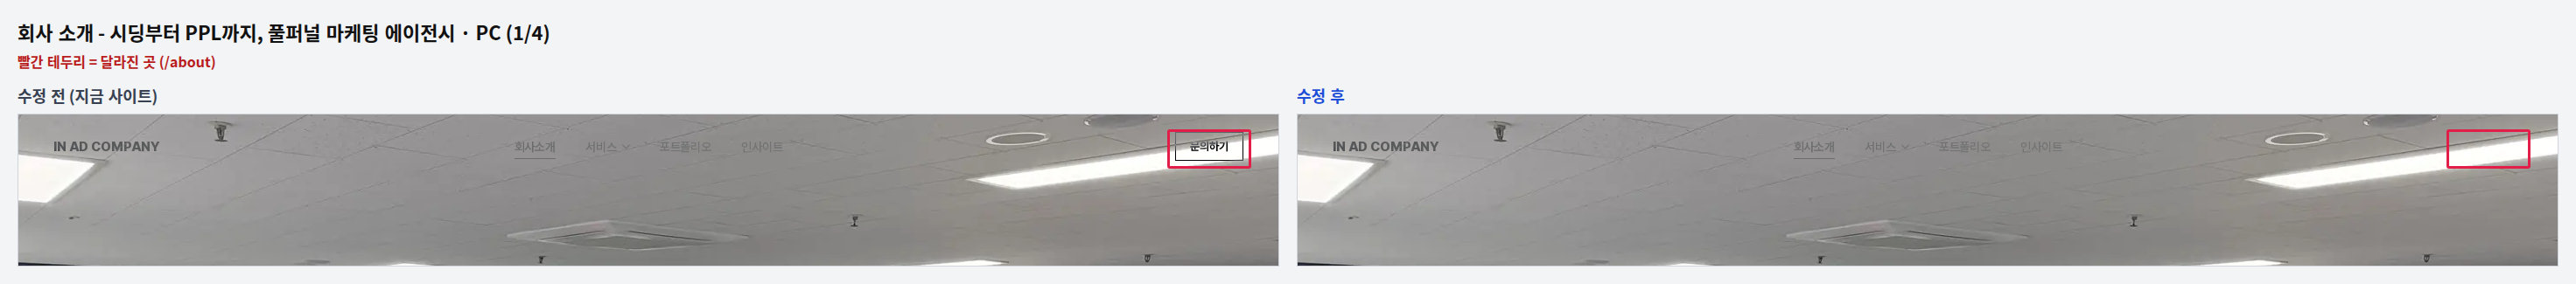 회사 소개 - 시딩부터 PPL까지, 풀퍼널 마케팅 에이전시 · PC (1/4)
빨간 테두리 = 달라진 곳 (/about)
수정 전 (지금 사이트)
수정 후
IN AD COMPANY 회사소개 서비스 포트폴리오 인사이트 문의하기
IN AD COMPANY 회사소개 서비스 포트폴리오 인사이트